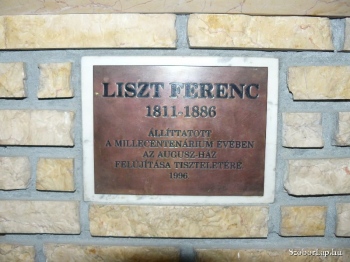 LISZT FERENC
1811-1886
ÁLLÍTTATOTT
A MILLECENTENÁRIUM ÉVÉBEN
AZ AUGUSZ-HÁZ
FELÚJÍTÁSA TISZTELETÉRE
1996
Szoborlap.hu